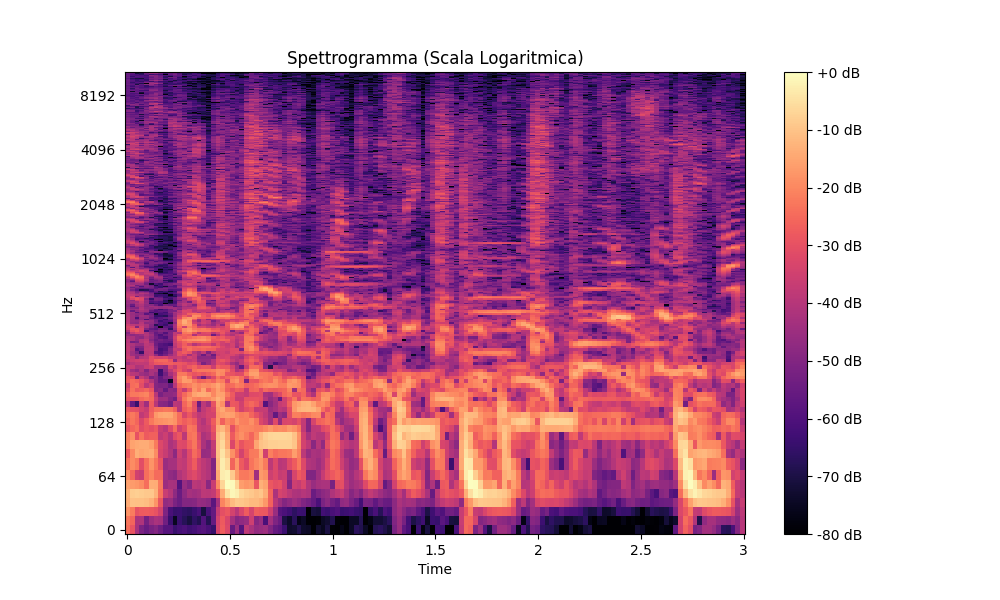 Spettrogramma (Scala Logaritmica)
Hz
8192
4096
2048
1024
512
256
128
64
0
0
0.5
1
1.5
2
2.5
3
Time
+0 dB
-10 dB
-20 dB
-30 dB
-40 dB
-50 dB
-60 dB
-70 dB
-80 dB